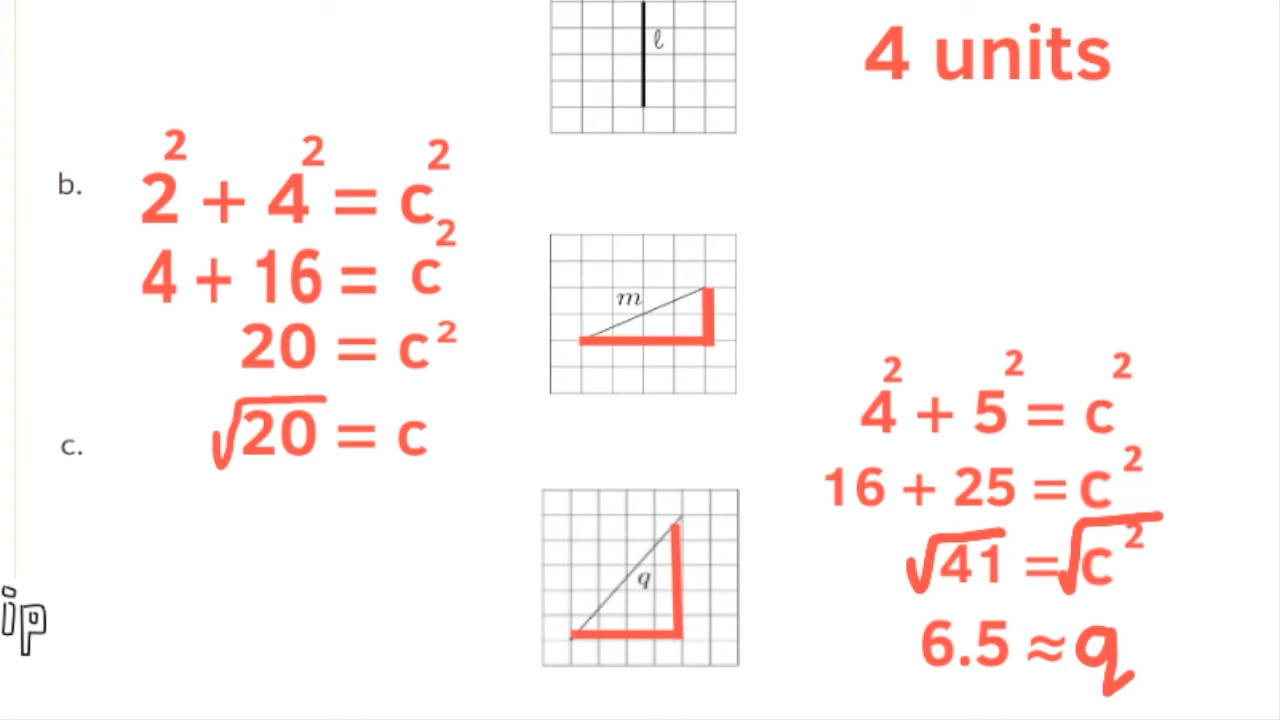 ℓ
4 units
b.
2² + 4² = c²
4 + 16 = c²
20 = c²
√20 = c
m
c.
q
4² + 5² = c²
16 + 25 = c²
√41 = √c²
6.5 ≈ q
ip